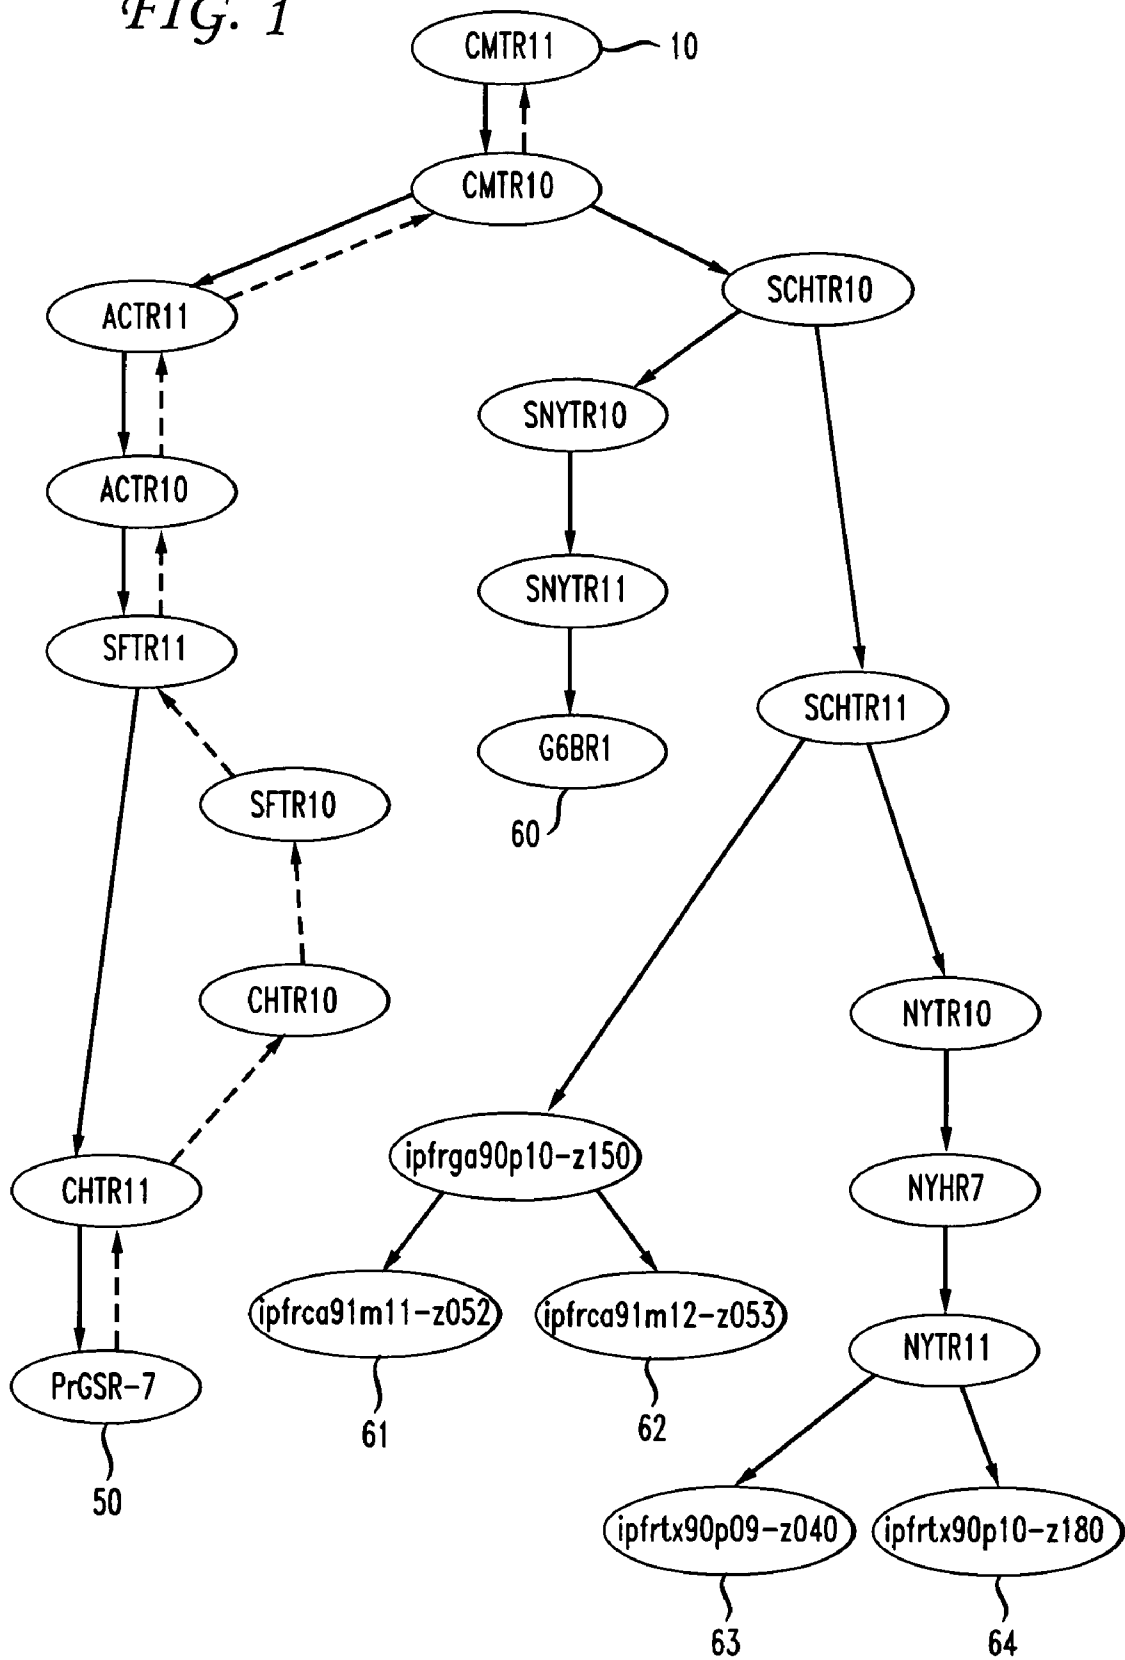 FIG. 1
CMTR11
10
CMTR10
ACTR11
SCHTR10
SNYTR10
ACTR10
SNYTR11
SFTR11
SCHTR11
G6BR1
SFTR10
60
CHTR10
NYTR10
ipfrga90p10-z150
CHTR11
NYHR7
ipfrca91m11-z052
ipfrca91m12-z053
NYTR11
PrGSR-7
61
62
50
ipfrtx90p09-z040
ipfrtx90p10-z180
63
64